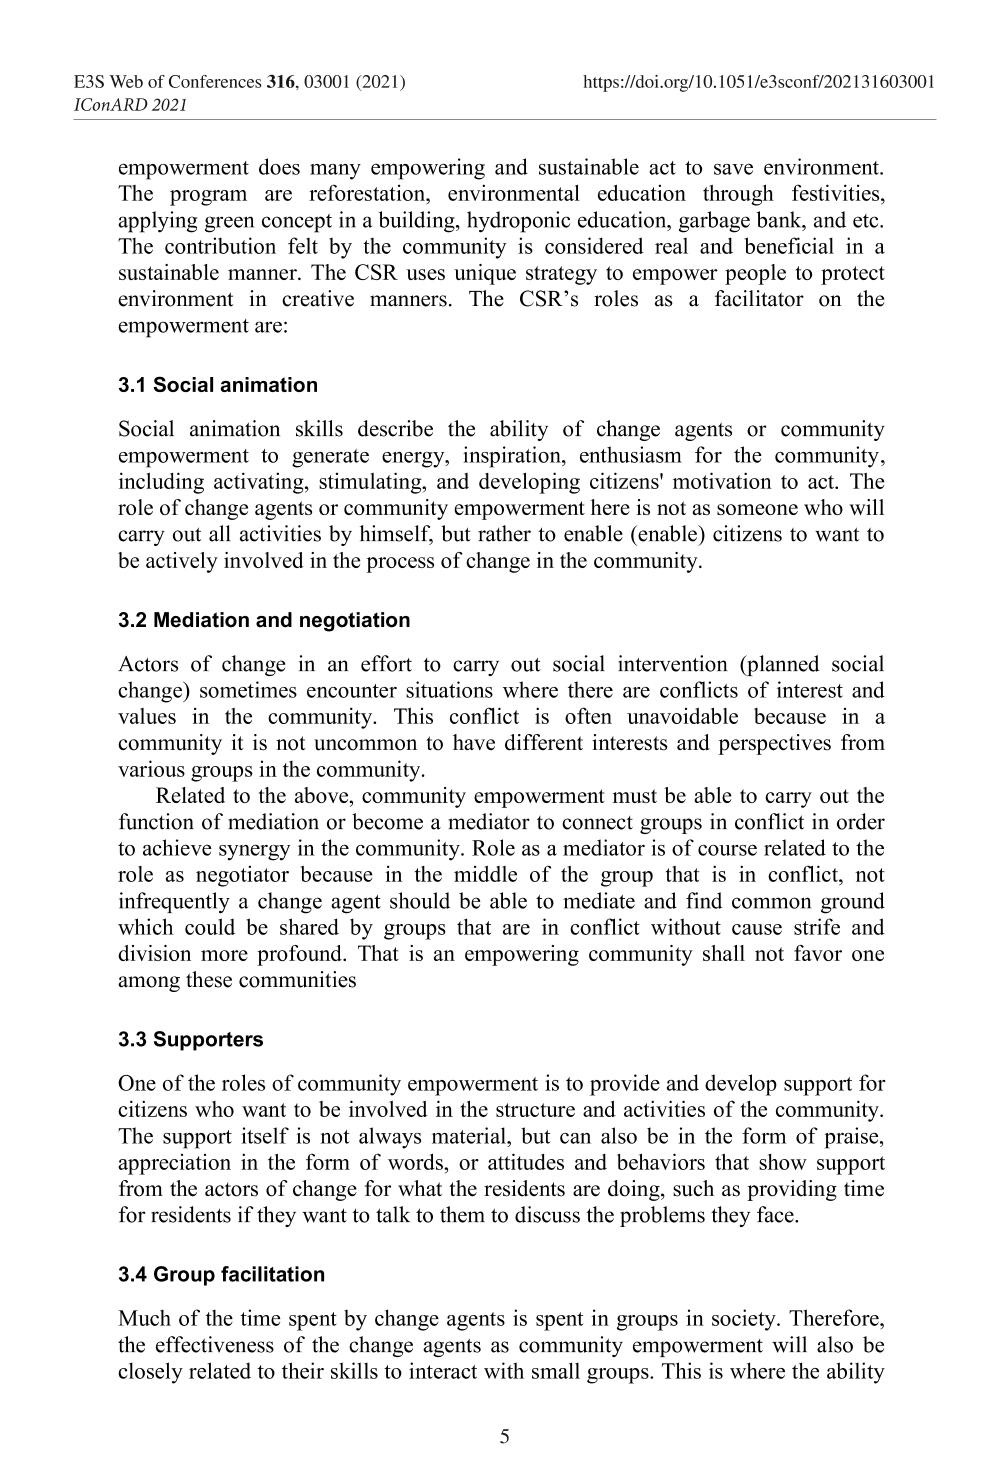 E3S Web of Conferences 316, 03001 (2021)
https://doi.org/10.1051/e3sconf/202131603001
IConARD 2021
empowerment does many empowering and sustainable act to save environment.
The program are reforestation, environmental education through festivities,
applying green concept in a building, hydroponic education, garbage bank, and etc.
The contribution felt by the community is considered real and beneficial in a
sustainable manner. The CSR uses unique strategy to empower people to protect
environment in creative manners. The CSR’s roles as a facilitator on the
empowerment are:
3.1 Social animation
Social animation skills describe the ability of change agents or community
empowerment to generate energy, inspiration, enthusiasm for the community,
including activating, stimulating, and developing citizens' motivation to act. The
role of change agents or community empowerment here is not as someone who will
carry out all activities by himself, but rather to enable (enable) citizens to want to
be actively involved in the process of change in the community.
3.2 Mediation and negotiation
Actors of change in an effort to carry out social intervention (planned social
change) sometimes encounter situations where there are conflicts of interest and
values in the community. This conflict is often unavoidable because in a
community it is not uncommon to have different interests and perspectives from
various groups in the community.
Related to the above, community empowerment must be able to carry out the
function of mediation or become a mediator to connect groups in conflict in order
to achieve synergy in the community. Role as a mediator is of course related to the
role as negotiator because in the middle of the group that is in conflict, not
infrequently a change agent should be able to mediate and find common ground
which could be shared by groups that are in conflict without cause strife and
division more profound. That is an empowering community shall not favor one
among these communities
3.3 Supporters
One of the roles of community empowerment is to provide and develop support for
citizens who want to be involved in the structure and activities of the community.
The support itself is not always material, but can also be in the form of praise,
appreciation in the form of words, or attitudes and behaviors that show support
from the actors of change for what the residents are doing, such as providing time
for residents if they want to talk to them to discuss the problems they face.
3.4 Group facilitation
Much of the time spent by change agents is spent in groups in society. Therefore,
the effectiveness of the change agents as community empowerment will also be
closely related to their skills to interact with small groups. This is where the ability
5